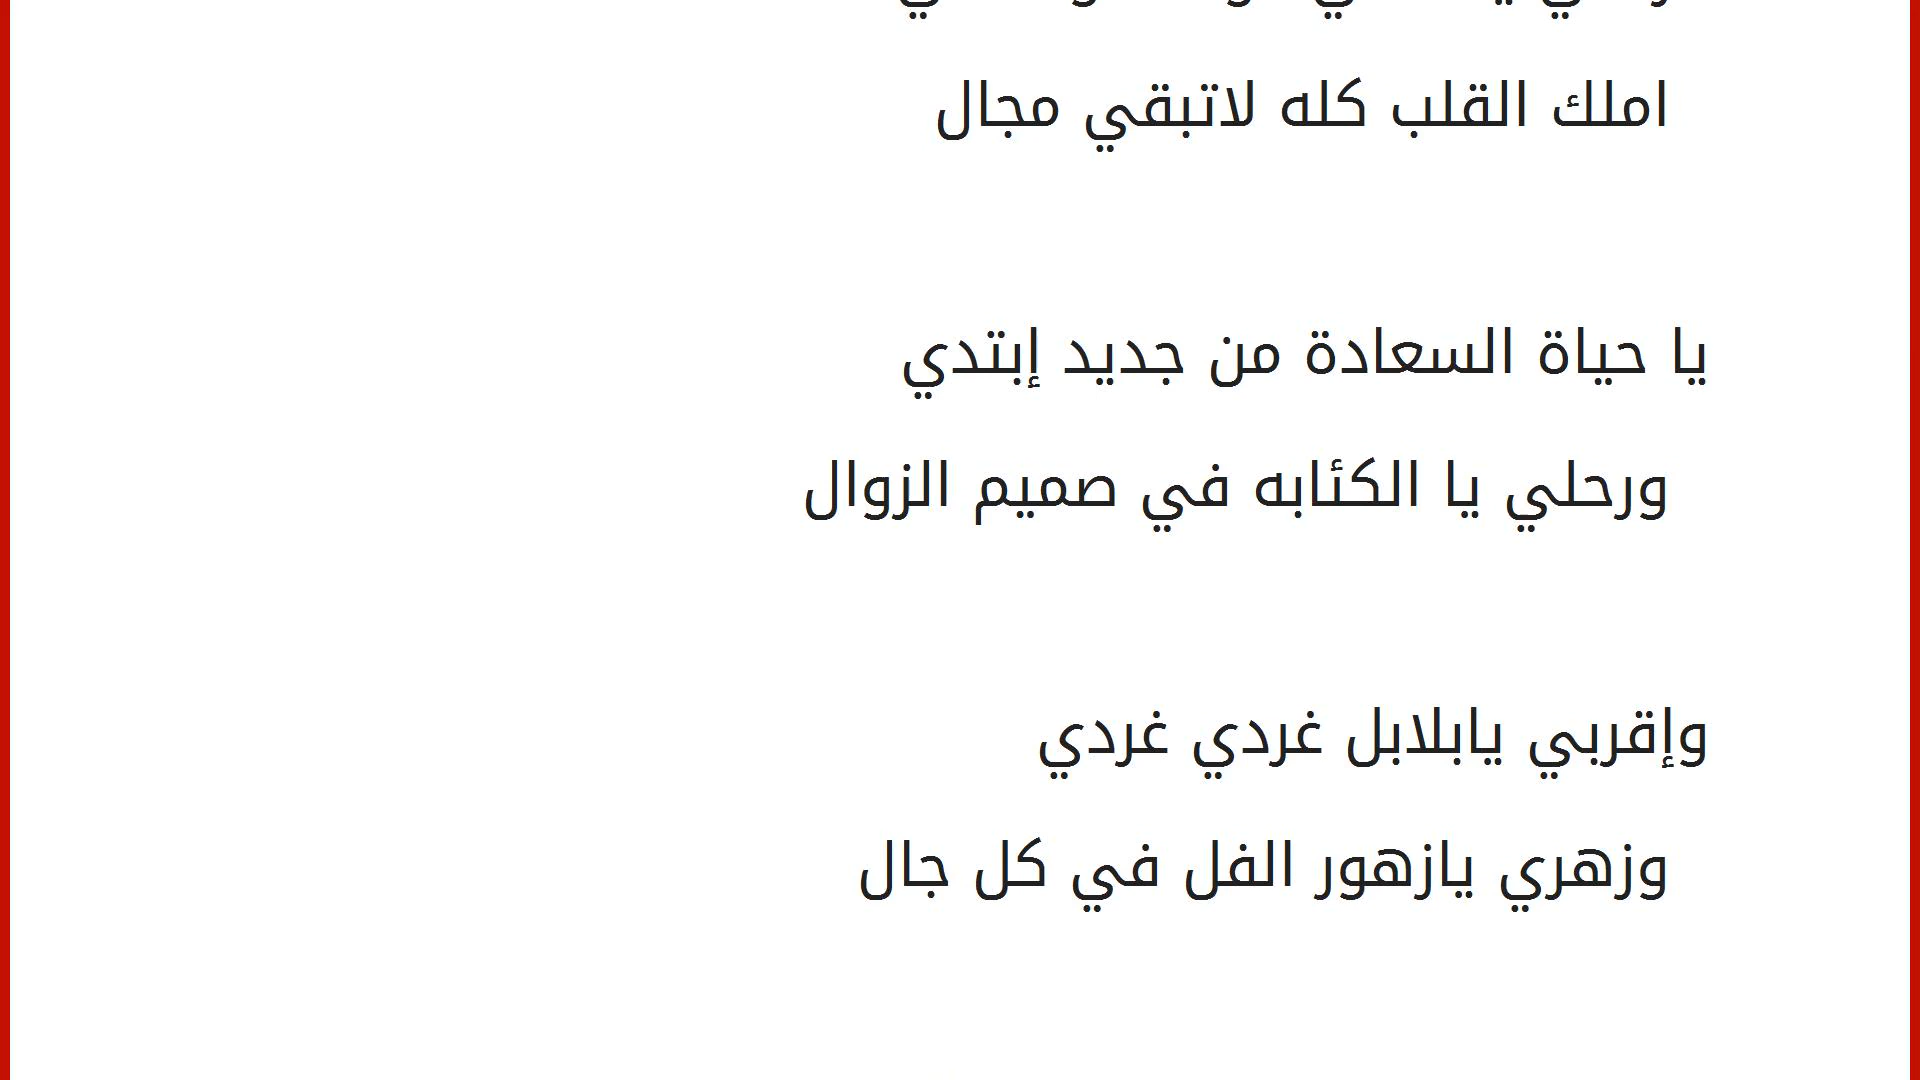 املك القلب كله لاتبقي مجال
يا حياة السعادة من جديد إبتدي
ورحلي يا الكئابه في صميم الزوال
وإقربي يابلابل غردي غردي
وزهري يازهور الفل في كل جال